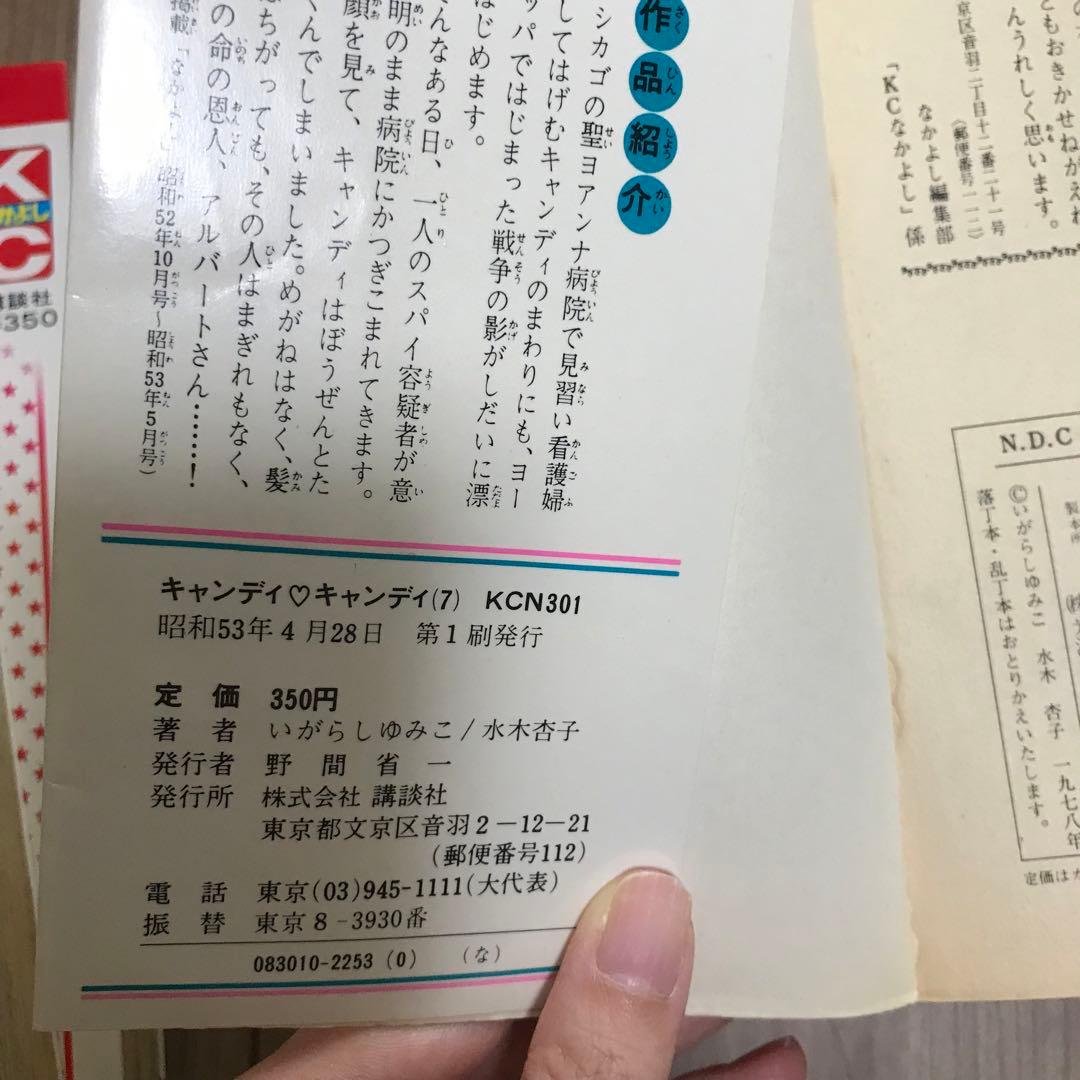 のっ
ともおきかせねがえれ
んうれしく思います。
京区音羽二丁目十二番二十一号
(郵便番号一一二)
なかよし編集部
「KCなかよし」係
N.D.C
製本所
©いがらしゆみこ 水木 杏子 一九七八年
落丁本・乱丁本はおとりかえいたします。
定価はカ
作品紹介
シカゴの聖ヨアンナ病院で見習い看護婦
してはげむキャンディのまわりにも、ヨー
ッパではじまった戦争の影がしだいに漂
はじめます。
んなある日、一人のスパイ容疑者が意
明のまま病院にかつぎこまれてきます。
顔を見て、キャンディはぼうぜんとた
くんでしまいました。めがねはなく、髪
ちがっても、その人はまぎれもなく、
の命の恩人、アルバートさん……!
掲載「なかよし」昭和52年10月号〜昭和53年5月号)
キャンディ♡キャンディ(7) KCN301
昭和53年4月28日 第1刷発行
定価 350円
著者 いがらしゆみこ/水木杏子
発行者 野間省一
発行所 株式会社 講談社
東京都文京区音羽2-12-21
(郵便番号112)
電話 東京(03)945-1111(大代表)
振替 東京8-3930番
083010-2253 (0) (な)
K
かよし
C
談社
350